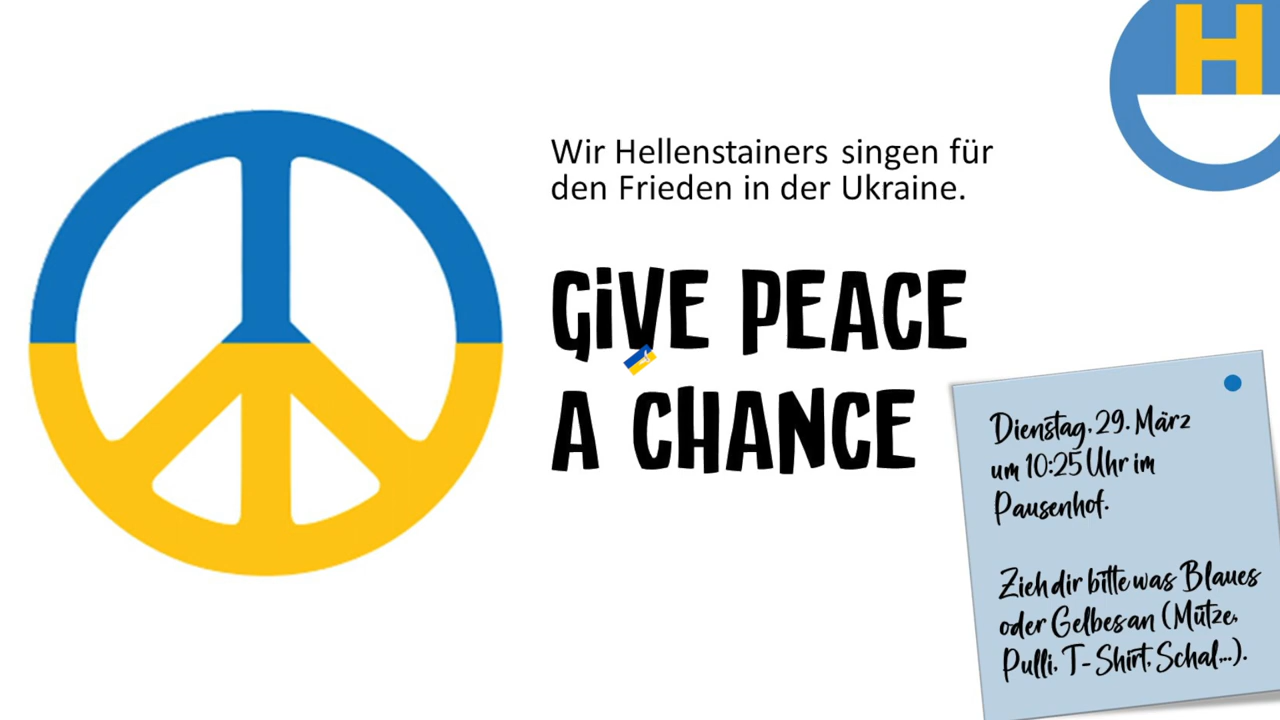 H
Wir Hellenstainers singen für
den Frieden in der Ukraine.
GiVE PEACE
A CHANCE
Dienstag, 29. März
um 10:25 Uhr im
Pausenhof.
Zieh dir bitte was Blaues
oder Gelbes an (Mütze,
Pulli, T-Shirt, Schal,...).